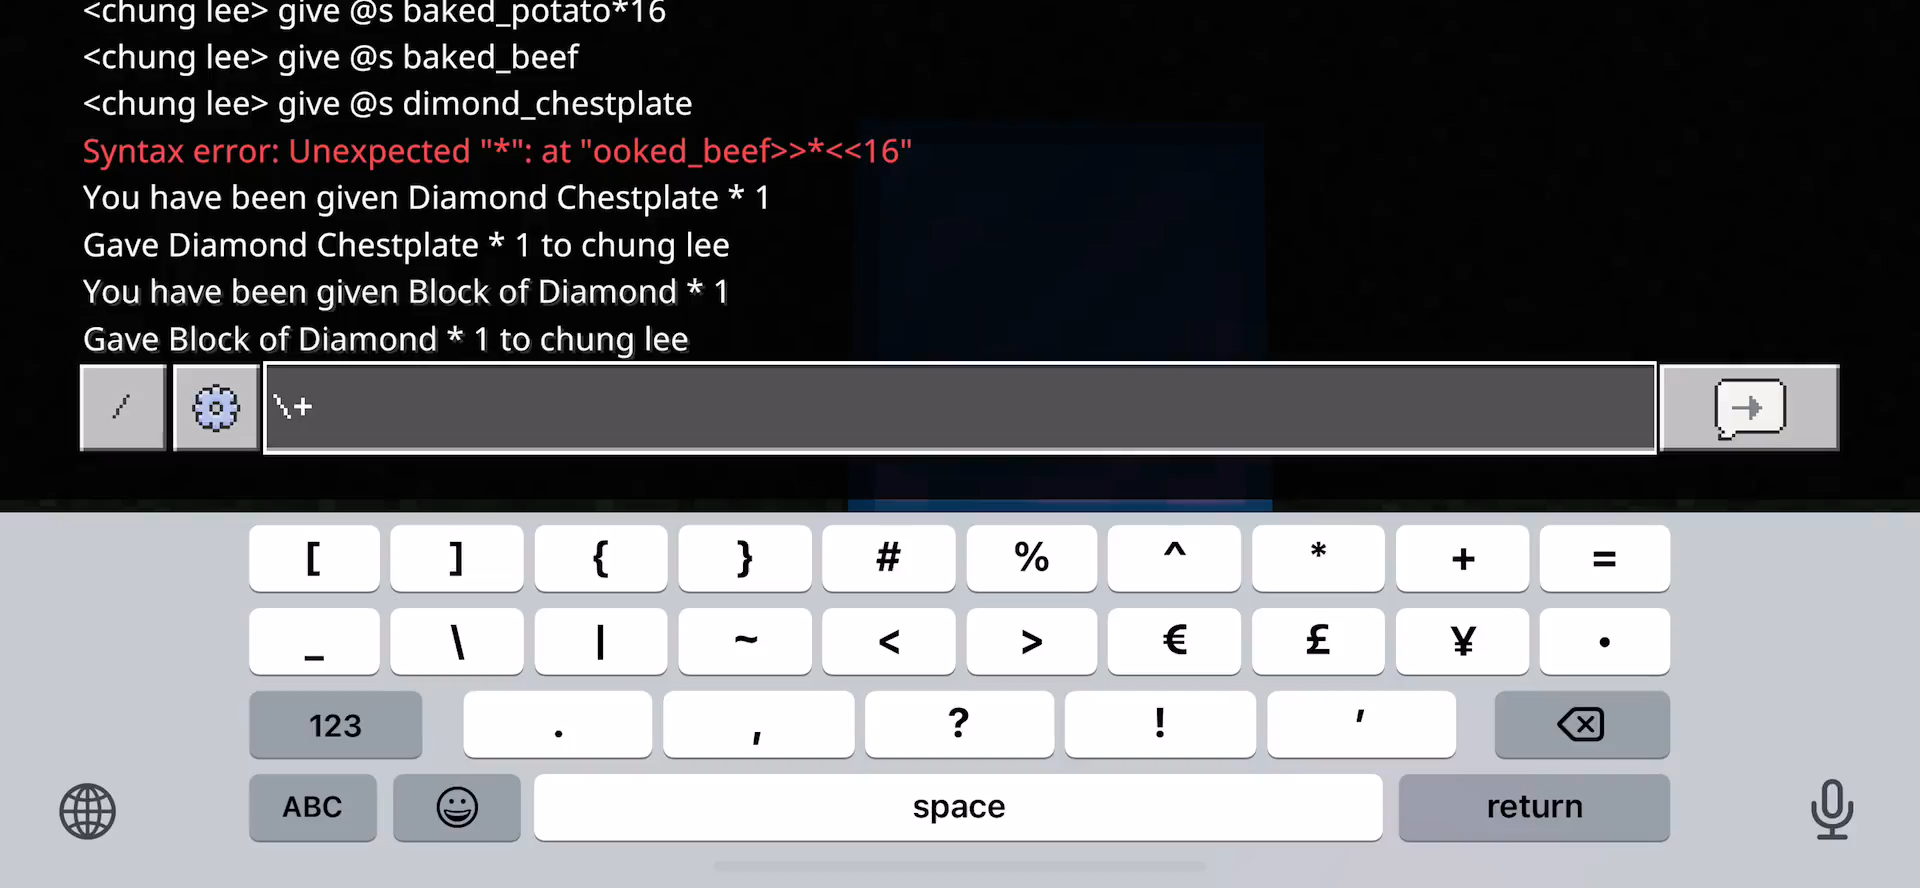 <chung lee> give @s baked_potato*16
<chung lee> give @s baked_beef
<chung lee> give @s dimond_chestplate
Syntax error: Unexpected "*": at "ooked_beef>>*<<16"
You have been given Diamond Chestplate * 1
Gave Diamond Chestplate * 1 to chung lee
You have been given Block of Diamond * 1
Gave Block of Diamond * 1 to chung lee
/ \+
[ ] { } # % ^ * + =
_ \ | ~ < > € £ ¥ •
123 . , ? ! '
ABC space return